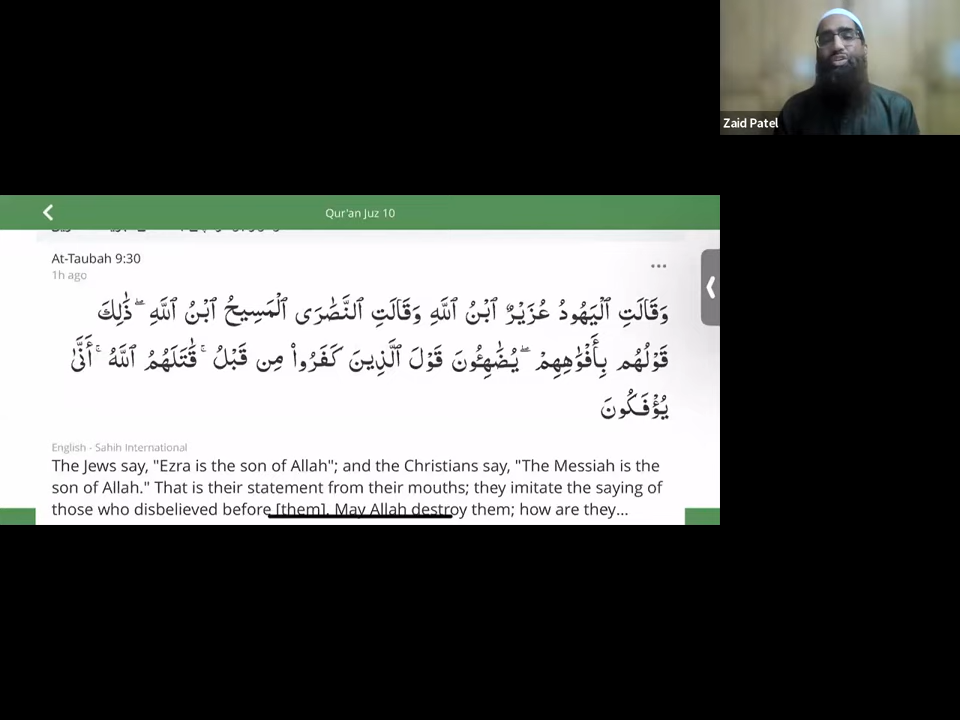 Zaid Patel
Qur'an Juz 10
At-Taubah 9:30
1h ago
وَقَالَتِ ٱلْيَهُودُ عُزَيْرٌ ٱبْنُ ٱللَّهِ وَقَالَتِ ٱلنَّصَـٰرَى ٱلْمَسِيحُ ٱبْنُ ٱللَّهِ ۖ ذَٰلِكَ
قَوْلُهُم بِأَفْوَٰهِهِمْ ۖ يُضَـٰهِـُٔونَ قَوْلَ ٱلَّذِينَ كَفَرُوا۟ مِن قَبْلُ ۚ قَـٰتَلَهُمُ ٱللَّهُ ۚ أَنَّىٰ
يُؤْفَكُونَ
English - Sahih International
The Jews say, "Ezra is the son of Allah"; and the Christians say, "The Messiah is the
son of Allah." That is their statement from their mouths; they imitate the saying of
those who disbelieved before [them]. May Allah destroy them; how are they...